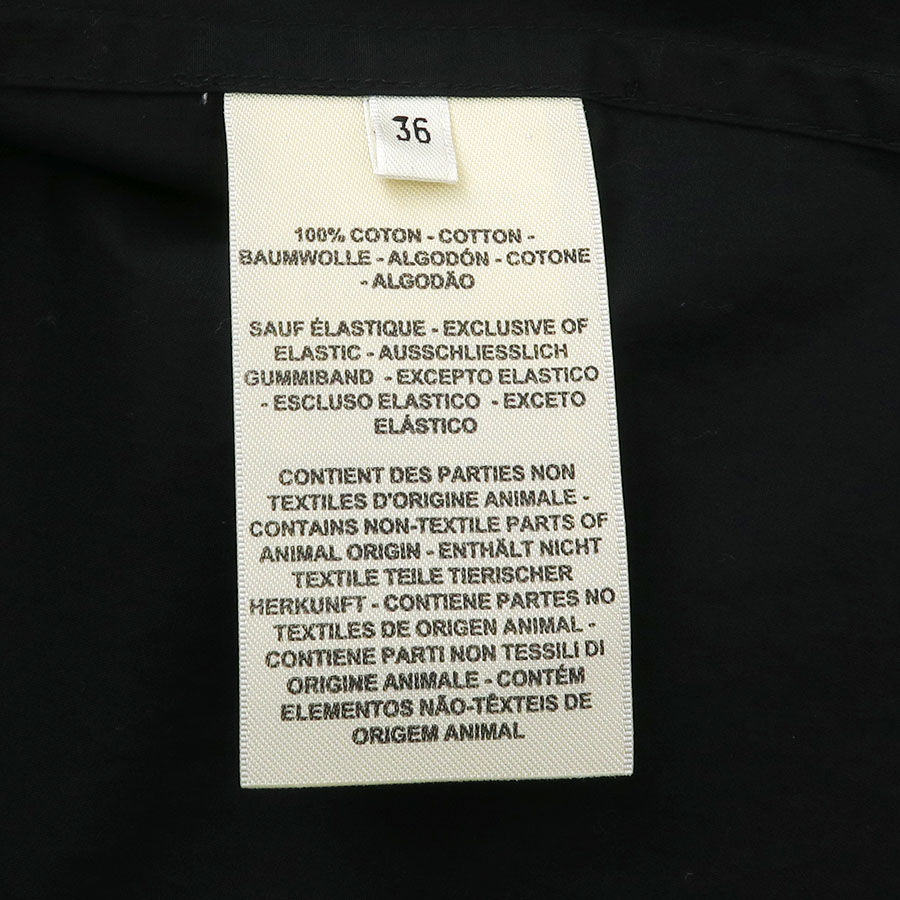 36
100% COTON - COTTON -
BAUMWOLLE - ALGODÓN - COTONE
- ALGODÃO
SAUF ÉLASTIQUE - EXCLUSIVE OF
ELASTIC - AUSSCHLIESSLICH
GUMMIBAND - EXCEPTO ELASTICO
- ESCLUSO ELASTICO - EXCETO
ELÁSTICO
CONTIENT DES PARTIES NON
TEXTILES D'ORIGINE ANIMALE -
CONTAINS NON-TEXTILE PARTS OF
ANIMAL ORIGIN - ENTHÄLT NICHT
TEXTILE TEILE TIERISCHER
HERKUNFT - CONTIENE PARTES NO
TEXTILES DE ORIGEN ANIMAL -
CONTIENE PARTI NON TESSILI DI
ORIGINE ANIMALE - CONTÉM
ELEMENTOS NÃO-TÊXTEIS DE
ORIGEM ANIMAL